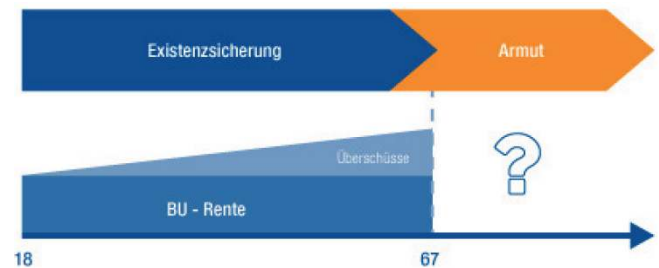 Existenzsicherung
Armut
Überschüsse
?
BU - Rente
18
67